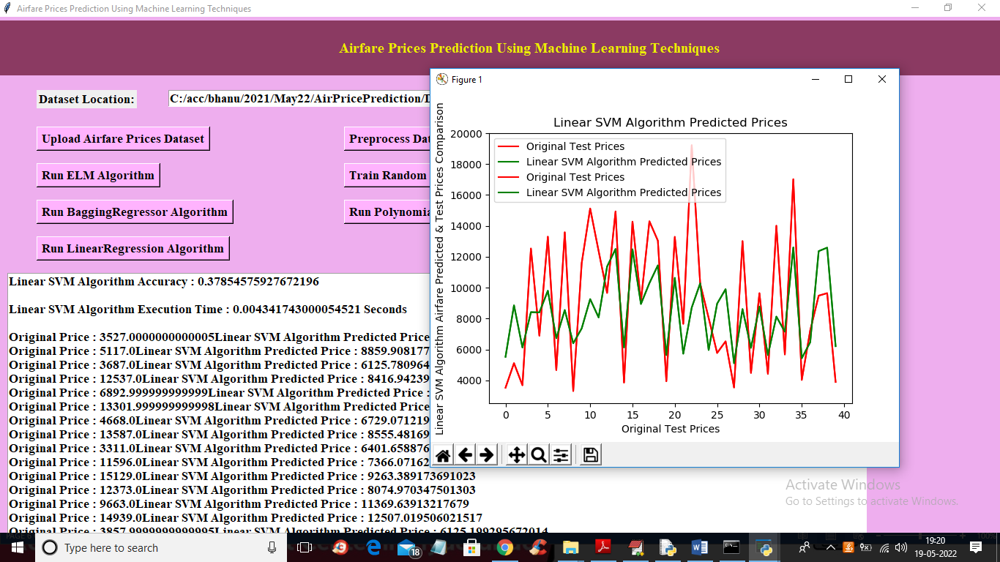 Airfare Prices Prediction Using Machine Learning Techniques
Airfare Prices Prediction Using Machine Learning Techniques
Dataset Location:
C:/acc/bhanu/2021/May22/AirPricePrediction/
Upload Airfare Prices Dataset
Preprocess
Run ELM Algorithm
Train Random
Run BaggingRegressor Algorithm
Run
Run LinearRegression Algorithm
Linear SVM Algorithm Accuracy : 0.37854575927672196
Linear SVM Algorithm Execution Time : 0.004341743000054521 Seconds
Original Price : 3527.0000000000005Linear SVM Algorithm Predicted Price
Original Price : 5117.0Linear SVM Algorithm Predicted Price : 8859.908177
Original Price : 3687.0Linear SVM Algorithm Predicted Price : 6125.780964
Original Price : 12537.0Linear SVM Algorithm Predicted Price : 8416.94239
Original Price : 6892.999999999999Linear SVM Algorithm Predicted Price :
Original Price : 13301.999999999998Linear SVM Algorithm Predicted Price
Original Price : 4668.0Linear SVM Algorithm Predicted Price : 6729.071219
Original Price : 13587.0Linear SVM Algorithm Predicted Price : 8555.48169
Original Price : 3311.0Linear SVM Algorithm Predicted Price : 6401.658876
Original Price : 11596.0Linear SVM Algorithm Predicted Price : 7366.07162
Original Price : 15129.0Linear SVM Algorithm Predicted Price : 9263.389173691023
Original Price : 12373.0Linear SVM Algorithm Predicted Price : 8074.970347501303
Original Price : 9663.0Linear SVM Algorithm Predicted Price : 11369.63913217679
Original Price : 14939.0Linear SVM Algorithm Predicted Price : 12507.019506021517
Original Price : 3857.9999999999995Linear SVM Algorithm Predicted Price : 6125.199295672014
Figure 1
Linear SVM Algorithm Predicted Prices
Linear SVM Algorithm Airfare Predicted & Test Prices Comparison
20000
18000
16000
14000
12000
10000
8000
6000
4000
Original Test Prices
Linear SVM Algorithm Predicted Prices
Original Test Prices
Linear SVM Algorithm Predicted Prices
0 5 10 15 20 25 30 35 40
Original Test Prices
Activate Windows
Go to Settings to activate Windows.
Type here to search
18
19:20
19-05-2022
100%